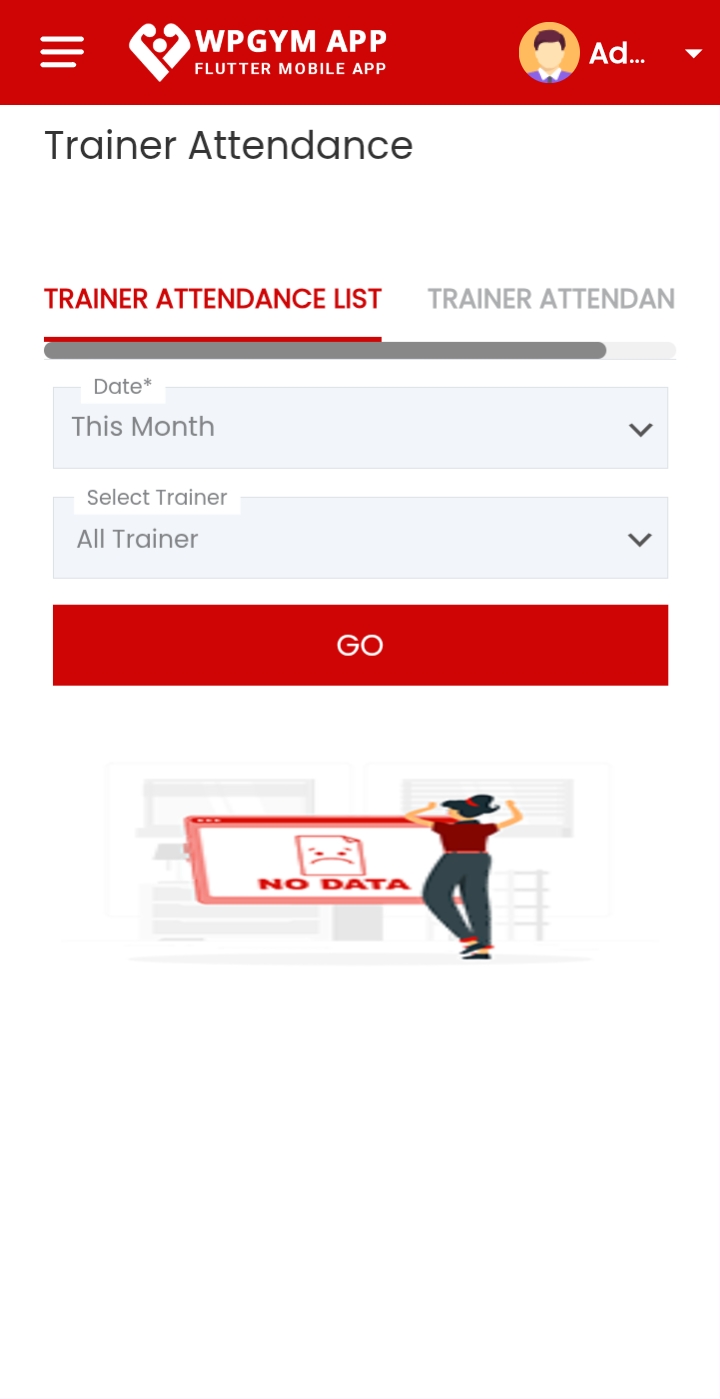 WPGYM APP
FLUTTER MOBILE APP
Ad...
Trainer Attendance
TRAINER ATTENDANCE LIST
TRAINER ATTENDAN
Date*
This Month
Select Trainer
All Trainer
GO
NO DATA